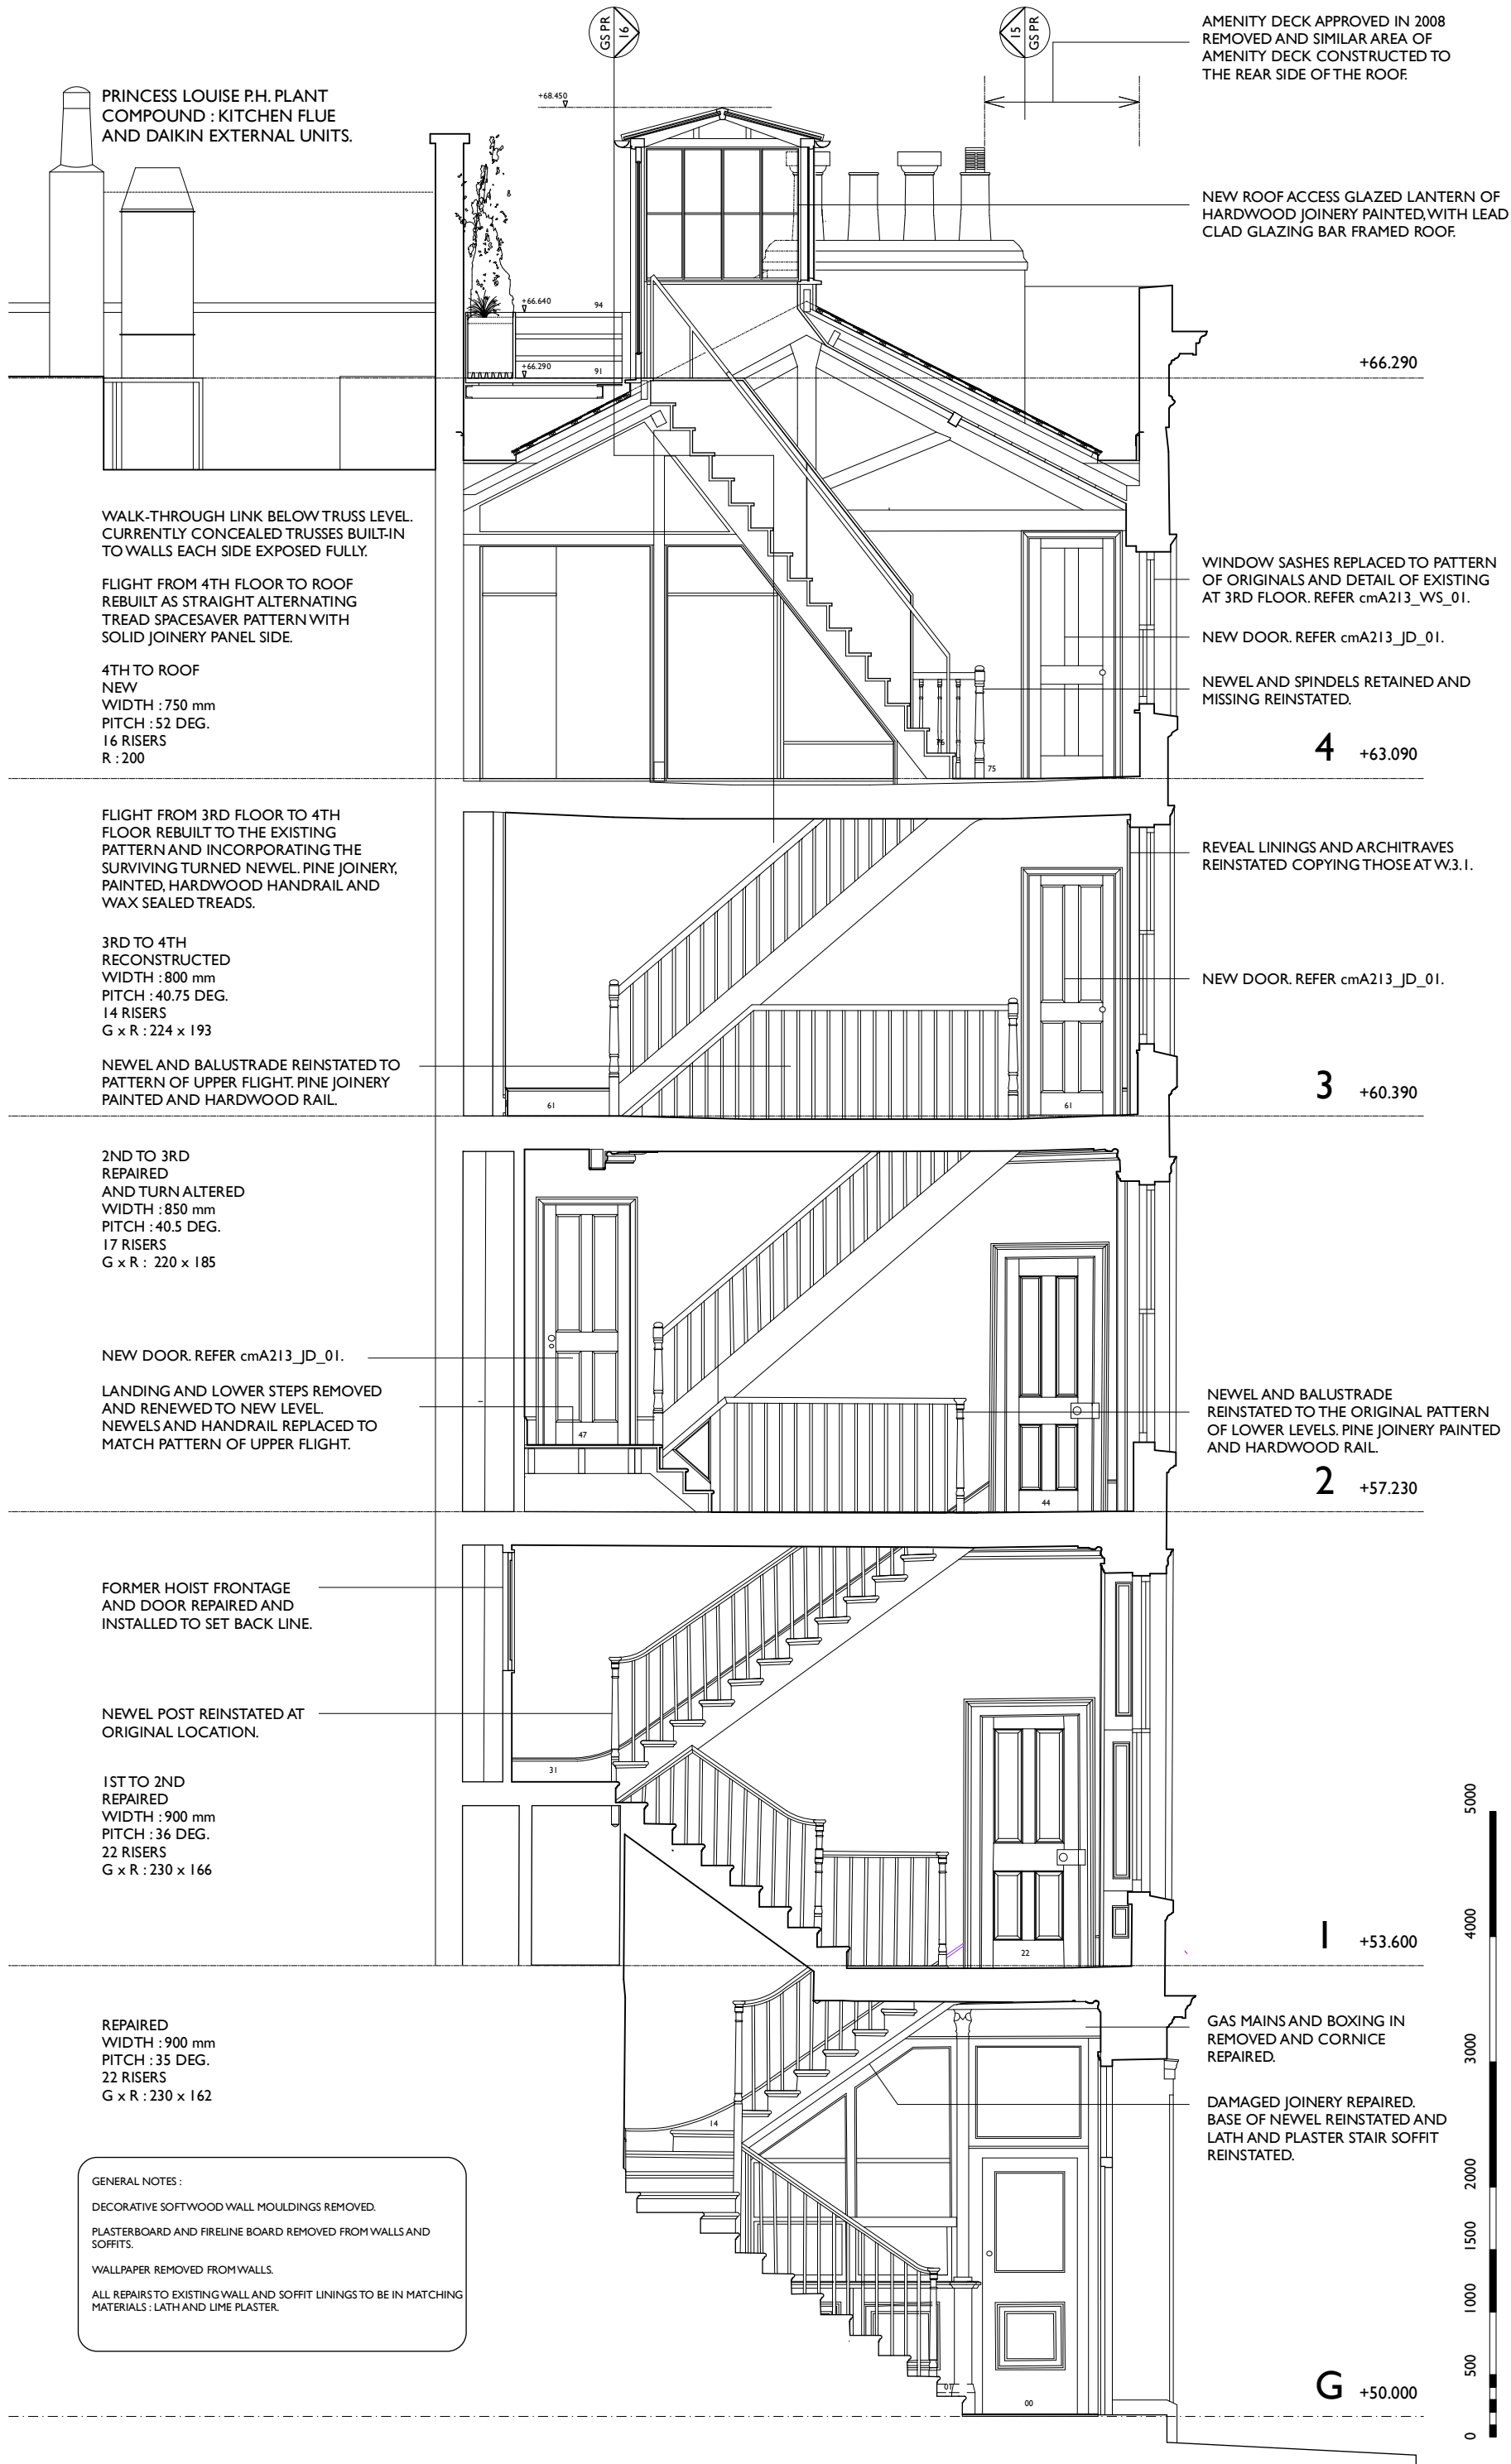 GS PR
16
15
GS PR
AMENITY DECK APPROVED IN 2008
REMOVED AND SIMILAR AREA OF
AMENITY DECK CONSTRUCTED TO
THE REAR SIDE OF THE ROOF.
PRINCESS LOUISE P.H. PLANT
COMPOUND : KITCHEN FLUE
AND DAIKIN EXTERNAL UNITS.
+68.450
NEW ROOF ACCESS GLAZED LANTERN OF
HARDWOOD JOINERY PAINTED, WITH LEAD
CLAD GLAZING BAR FRAMED ROOF.
+66.640
94
+66.290
91
+66.290
WALK-THROUGH LINK BELOW TRUSS LEVEL.
CURRENTLY CONCEALED TRUSSES BUILT-IN
TO WALLS EACH SIDE EXPOSED FULLY.
FLIGHT FROM 4TH FLOOR TO ROOF
REBUILT AS STRAIGHT ALTERNATING
TREAD SPACESAVER PATTERN WITH
SOLID JOINERY PANEL SIDE.
4TH TO ROOF
NEW
WIDTH : 750 mm
PITCH : 52 DEG.
16 RISERS
R : 200
WINDOW SASHES REPLACED TO PATTERN
OF ORIGINALS AND DETAIL OF EXISTING
AT 3RD FLOOR. REFER cmA213_WS_01.
NEW DOOR. REFER cmA213_JD_01.
NEWEL AND SPINDELS RETAINED AND
MISSING REINSTATED.
76
75
4 +63.090
FLIGHT FROM 3RD FLOOR TO 4TH
FLOOR REBUILT TO THE EXISTING
PATTERN AND INCORPORATING THE
SURVIVING TURNED NEWEL. PINE JOINERY,
PAINTED, HARDWOOD HANDRAIL AND
WAX SEALED TREADS.
3RD TO 4TH
RECONSTRUCTED
WIDTH : 800 mm
PITCH : 40.75 DEG.
14 RISERS
G x R : 224 x 193
NEWEL AND BALUSTRADE REINSTATED TO
PATTERN OF UPPER FLIGHT. PINE JOINERY
PAINTED AND HARDWOOD RAIL.
REVEAL LININGS AND ARCHITRAVES
REINSTATED COPYING THOSE AT W.3.1.
NEW DOOR. REFER cmA213_JD_01.
61
61
3 +60.390
2ND TO 3RD
REPAIRED
AND TURN ALTERED
WIDTH : 850 mm
PITCH : 40.5 DEG.
17 RISERS
G x R : 220 x 185
NEW DOOR. REFER cmA213_JD_01.
LANDING AND LOWER STEPS REMOVED
AND RENEWED TO NEW LEVEL.
NEWELS AND HANDRAIL REPLACED TO
MATCH PATTERN OF UPPER FLIGHT.
47
44
NEWEL AND BALUSTRADE
REINSTATED TO THE ORIGINAL PATTERN
OF LOWER LEVELS. PINE JOINERY PAINTED
AND HARDWOOD RAIL.
2 +57.230
FORMER HOIST FRONTAGE
AND DOOR REPAIRED AND
INSTALLED TO SET BACK LINE.
NEWEL POST REINSTATED AT
ORIGINAL LOCATION.
31
1ST TO 2ND
REPAIRED
WIDTH : 900 mm
PITCH : 36 DEG.
22 RISERS
G x R : 230 x 166
22
1 +53.600
REPAIRED
WIDTH : 900 mm
PITCH : 35 DEG.
22 RISERS
G x R : 230 x 162
14
GAS MAINS AND BOXING IN
REMOVED AND CORNICE
REPAIRED.
DAMAGED JOINERY REPAIRED.
BASE OF NEWEL REINSTATED AND
LATH AND PLASTER STAIR SOFFIT
REINSTATED.
GENERAL NOTES :
DECORATIVE SOFTWOOD WALL MOULDINGS REMOVED.
PLASTERBOARD AND FIRELINE BOARD REMOVED FROM WALLS AND
SOFFITS.
WALLPAPER REMOVED FROM WALLS.
ALL REPAIRS TO EXISTING WALL AND SOFFIT LININGS TO BE IN MATCHING
MATERIALS : LATH AND LIME PLASTER.
01
00
G +50.000
5000
4000
3000
2000
1500
1000
500
0